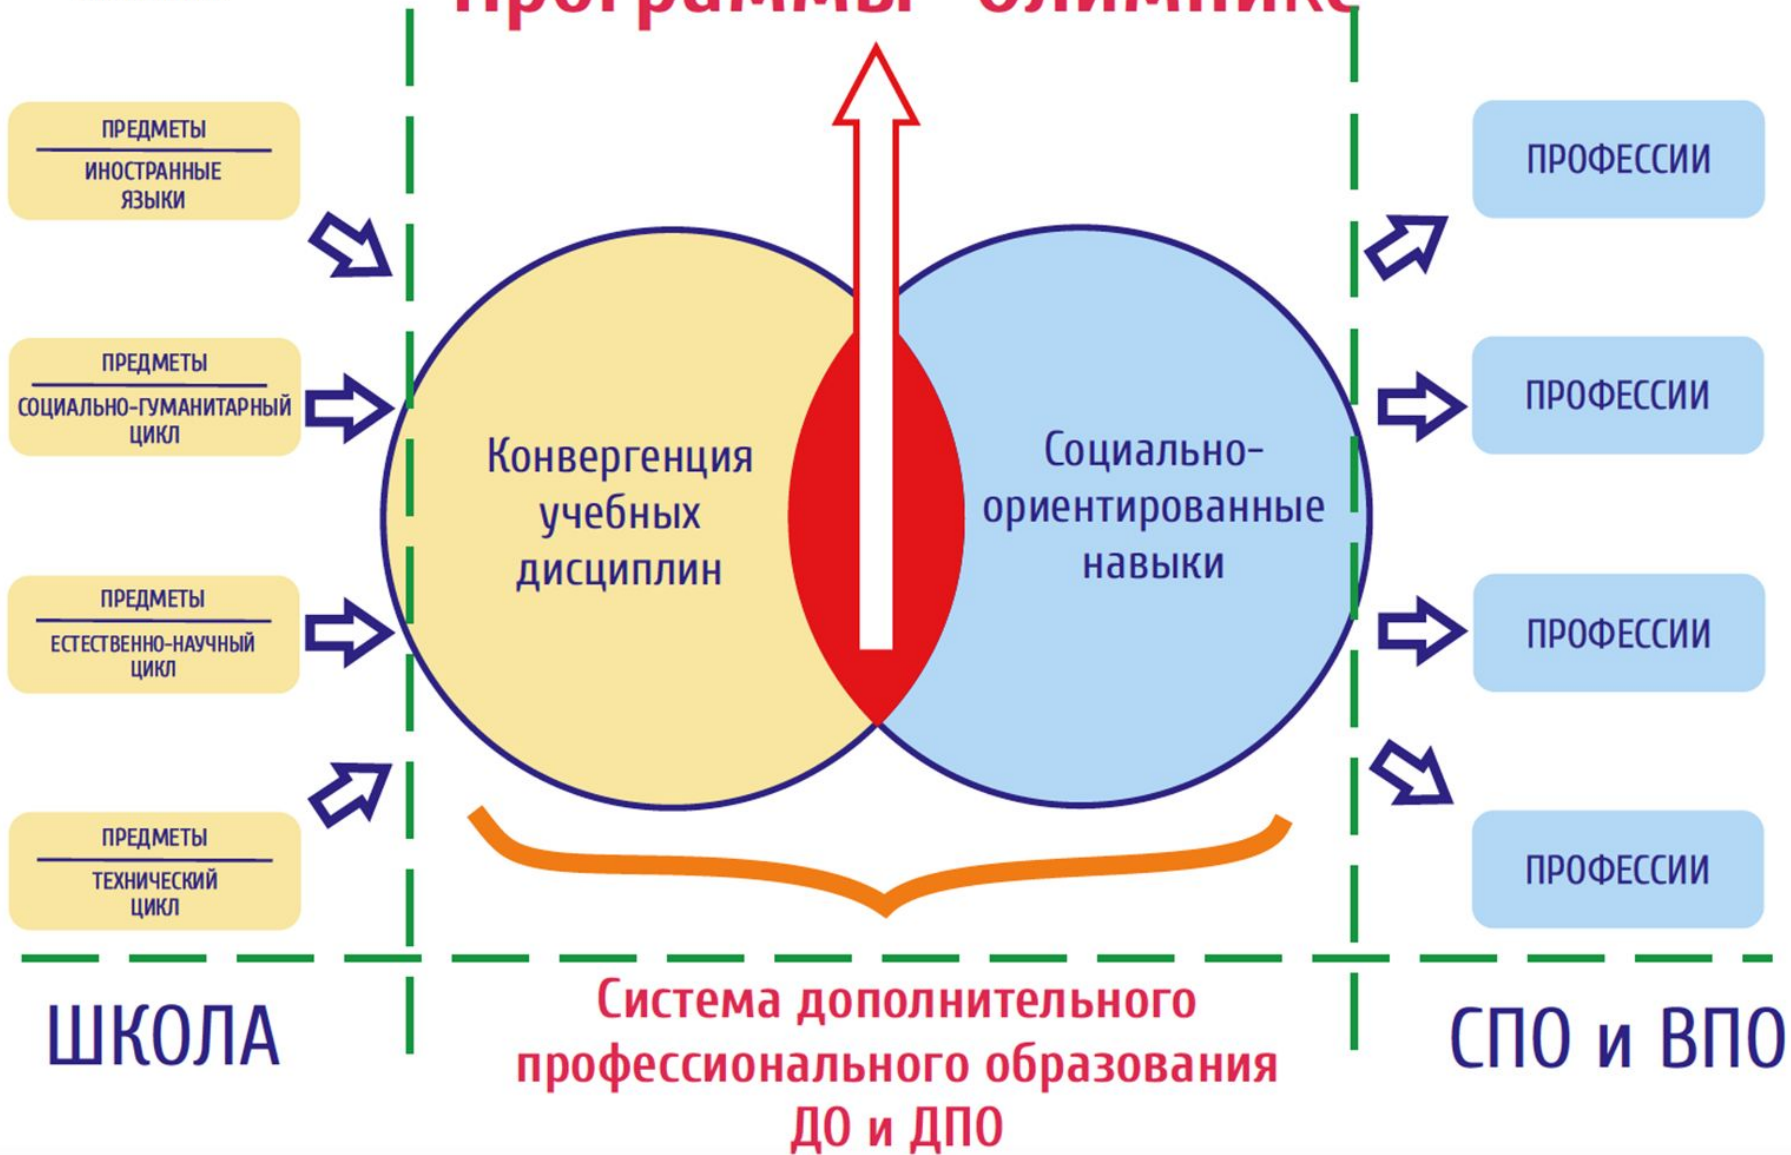 Программы
ПРЕДМЕТЫ
ИНОСТРАННЫЕ
ЯЗЫКИ
ПРЕДМЕТЫ
СОЦИАЛЬНО-ГУМАНИТАРНЫЙ
ЦИКЛ
ПРЕДМЕТЫ
ЕСТЕСТВЕННО-НАУЧНЫЙ
ЦИКЛ
ПРЕДМЕТЫ
ТЕХНИЧЕСКИЙ
ЦИКЛ
Конвергенция
учебных
дисциплин
Социально-
ориентированные
навыки
ПРОФЕССИИ
ПРОФЕССИИ
ПРОФЕССИИ
ПРОФЕССИИ
ШКОЛА
Система дополнительного
профессионального образования
ДО и ДПО
СПО и ВПО